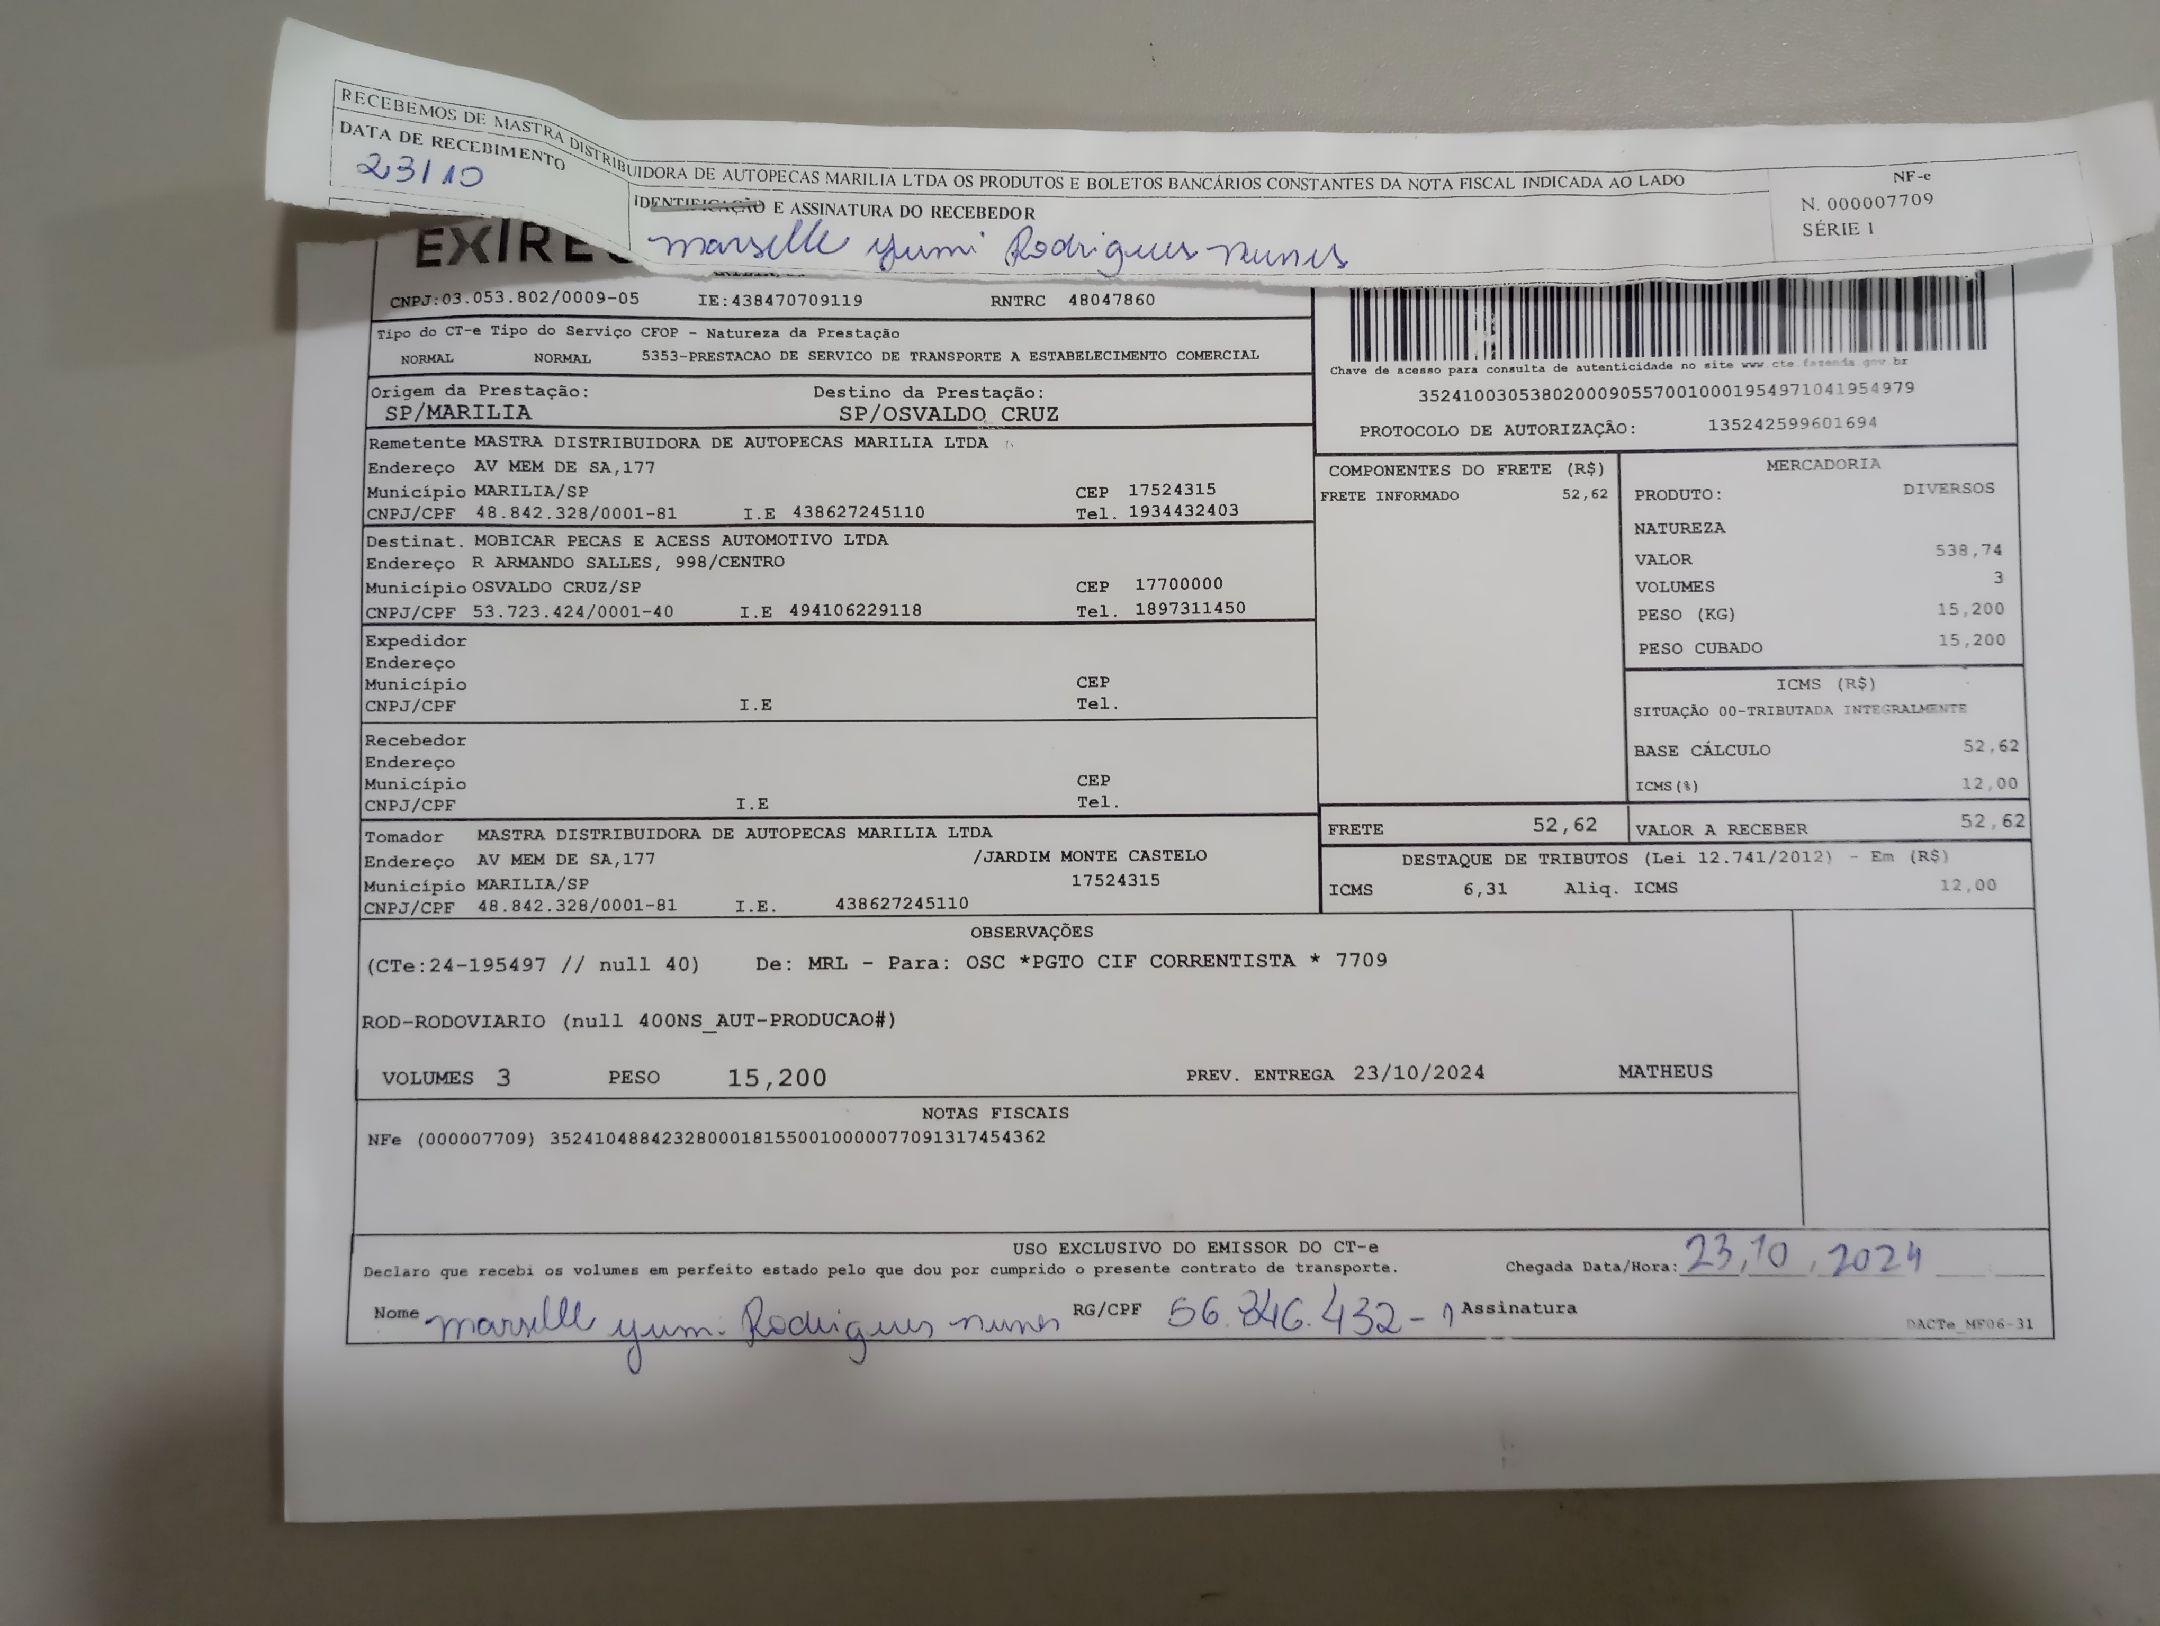 RECEBEMOS DE MASTRA DISTRIBUIDORA DE AUTOPECAS MARILIA LTDA OS PRODUTOS E BOLETOS BANCÁRIOS CONSTANTES DA NOTA FISCAL INDICADA AO LADO
DATA DE RECEBIMENTO
23/10
IDENTIFICAÇÃO E ASSINATURA DO RECEBEDOR
marselle yumi Rodrigues nunes
NF-e
N. 000007709
SÉRIE 1
CNPJ:03.053.802/0009-05 IE:438470709119 RNTRC 48047860
Tipo do CT-e Tipo do Serviço CFOP - Natureza da Prestação
NORMAL NORMAL 5353-PRESTACAO DE SERVICO DE TRANSPORTE A ESTABELECIMENTO COMERCIAL
Chave de acesso para consulta de autenticidade no site www cte fazenda gov br
35241003053802000905570010001954971041954979
PROTOCOLO DE AUTORIZAÇÃO: 135242599601694
Origem da Prestação: Destino da Prestação:
SP/MARILIA SP/OSVALDO CRUZ
Remetente MASTRA DISTRIBUIDORA DE AUTOPECAS MARILIA LTDA
Endereço AV MEM DE SA,177
Município MARILIA/SP CEP 17524315
CNPJ/CPF 48.842.328/0001-81 I.E 438627245110 Tel. 1934432403
Destinat. MOBICAR PECAS E ACESS AUTOMOTIVO LTDA
Endereço R ARMANDO SALLES, 998/CENTRO
Município OSVALDO CRUZ/SP CEP 17700000
CNPJ/CPF 53.723.424/0001-40 I.E 494106229118 Tel. 1897311450
Expedidor
Endereço
Município CEP
CNPJ/CPF I.E Tel.
Recebedor
Endereço
Município CEP
CNPJ/CPF I.E Tel.
Tomador MASTRA DISTRIBUIDORA DE AUTOPECAS MARILIA LTDA
Endereço AV MEM DE SA,177 /JARDIM MONTE CASTELO
Município MARILIA/SP 17524315
CNPJ/CPF 48.842.328/0001-81 I.E. 438627245110
COMPONENTES DO FRETE (R$)
FRETE INFORMADO 52,62
MERCADORIA
PRODUTO: DIVERSOS
NATUREZA
VALOR 538,74
VOLUMES 3
PESO (KG) 15,200
PESO CUBADO 15,200
ICMS (R$)
SITUAÇÃO 00-TRIBUTADA INTEGRALMENTE
BASE CÁLCULO 52,62
ICMS(%) 12,00
FRETE 52,62 VALOR A RECEBER 52,62
DESTAQUE DE TRIBUTOS (Lei 12.741/2012) - Em (R$)
ICMS 6,31 Aliq. ICMS 12,00
OBSERVAÇÕES
(CTe:24-195497 // null 40) De: MRL - Para: OSC *PGTO CIF CORRENTISTA * 7709
ROD-RODOVIARIO (null 400NS_AUT-PRODUCAO#)
VOLUMES 3 PESO 15,200 PREV. ENTREGA 23/10/2024 MATHEUS
NOTAS FISCAIS
NFe (000007709) 35241048842328000181550010000077091317454362
USO EXCLUSIVO DO EMISSOR DO CT-e
Declaro que recebi os volumes em perfeito estado pelo que dou por cumprido o presente contrato de transporte. Chegada Data/Hora: 23,10,2024
Nome marselle yumi Rodrigues nunes RG/CPF 56.846.432-1 Assinatura
DACTe_MF06-31